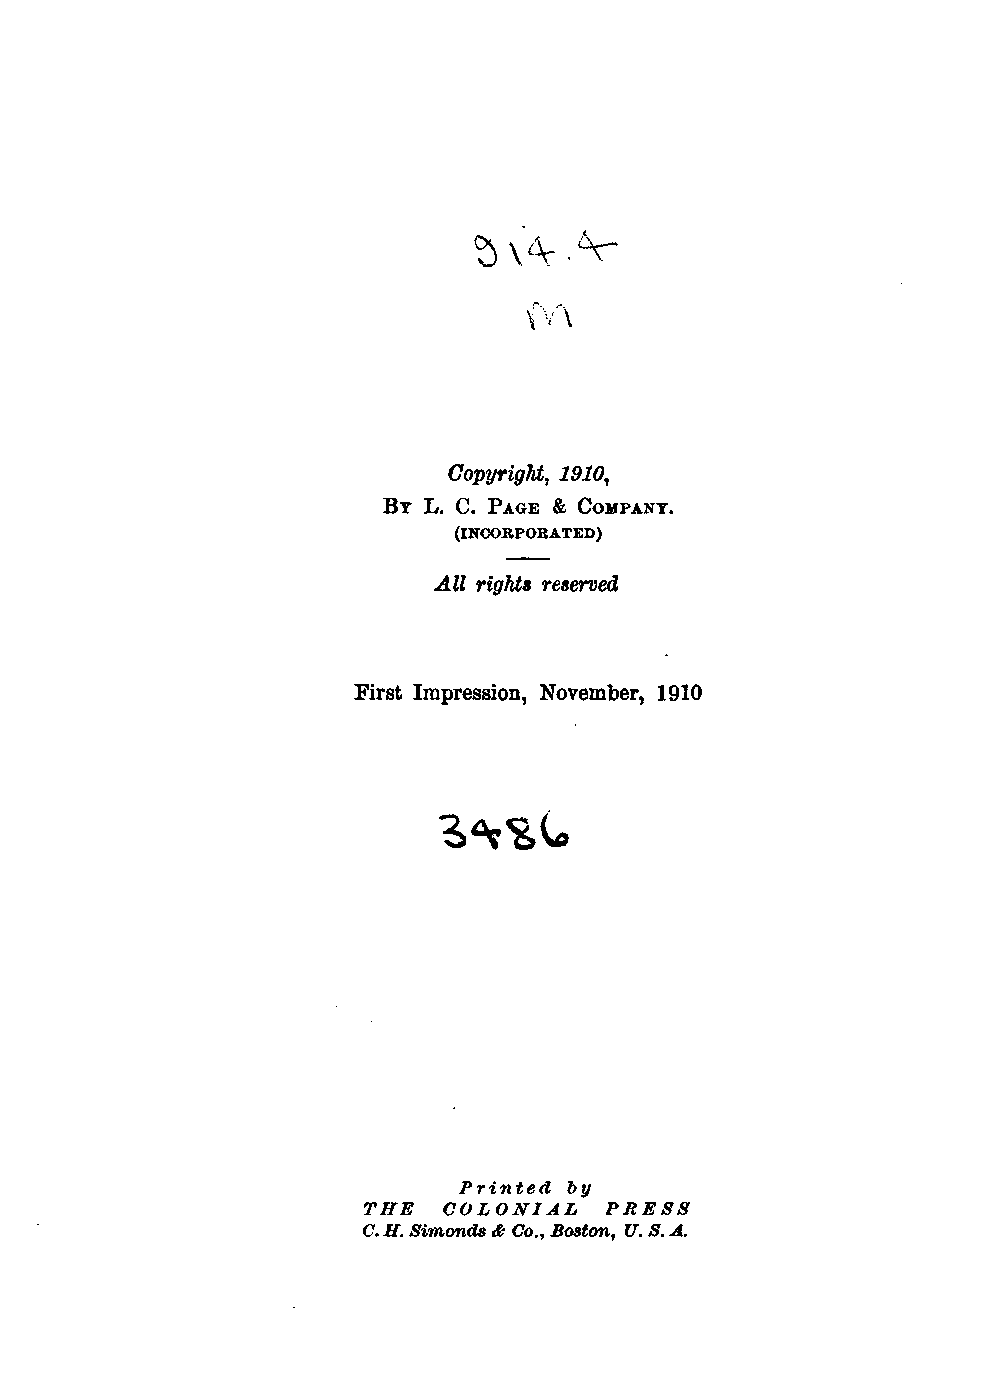 914.4
m
Copyright, 1910,
BY L. C. PAGE & COMPANY.
(INCORPORATED)
All rights reserved
First Impression, November, 1910
3486
Printed by
THE COLONIAL PRESS
C. H. Simonds & Co., Boston, U. S. A.